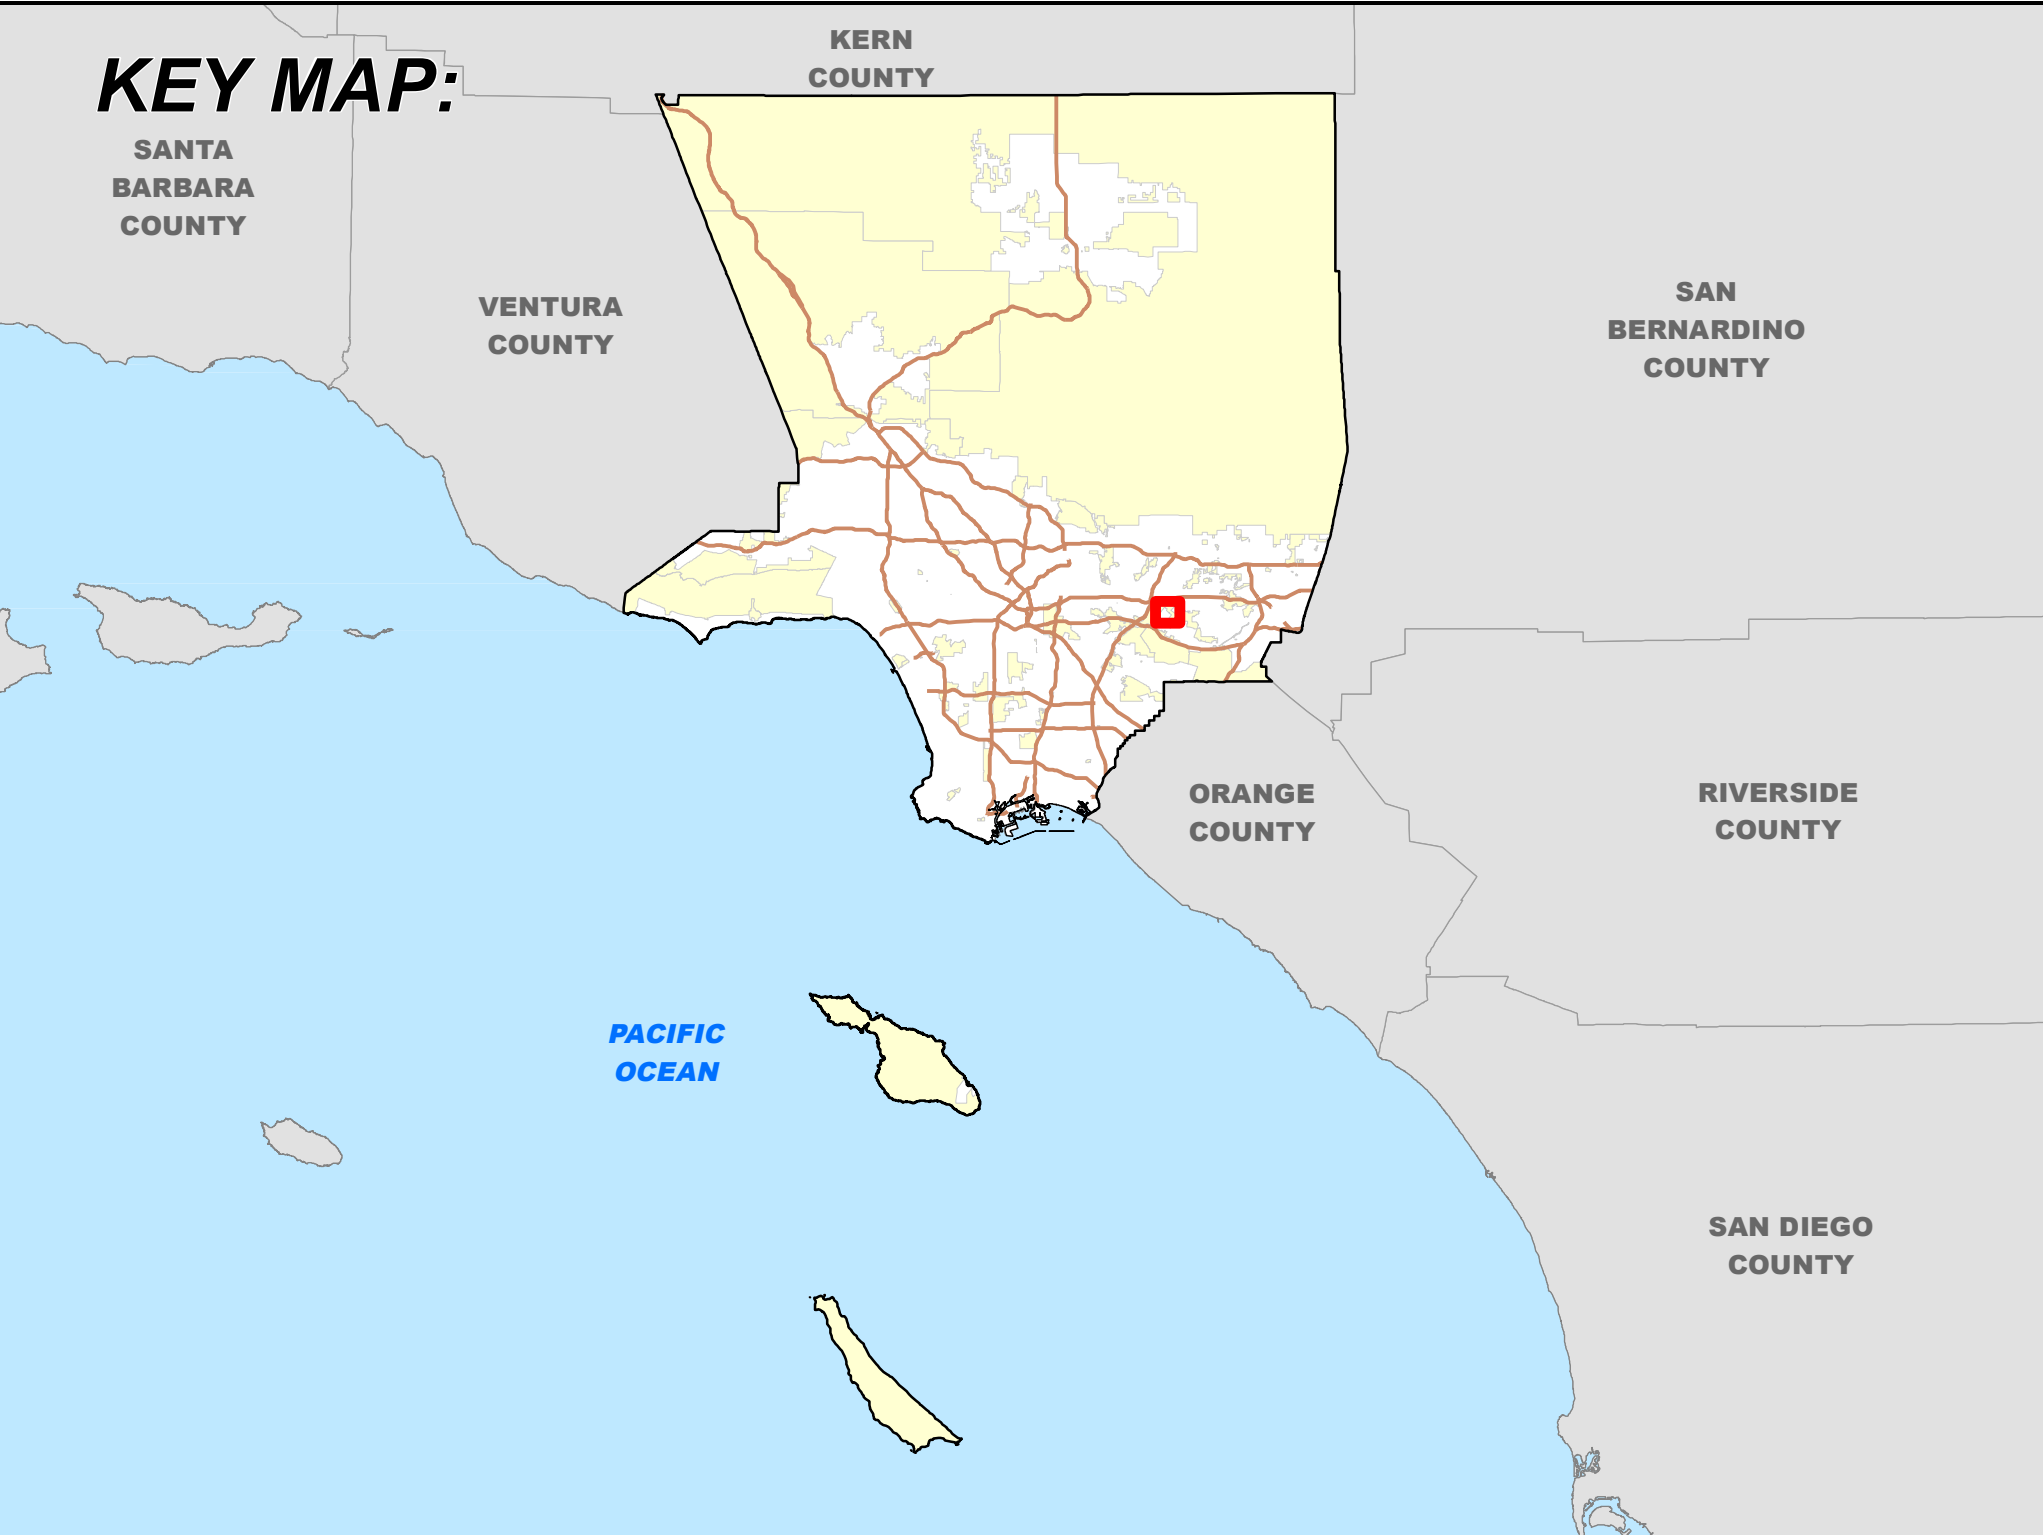 KEY MAP:
KERN
COUNTY
SANTA
BARBARA
COUNTY
VENTURA
COUNTY
SAN
BERNARDINO
COUNTY
ORANGE
COUNTY
RIVERSIDE
COUNTY
PACIFIC
OCEAN
SAN DIEGO
COUNTY